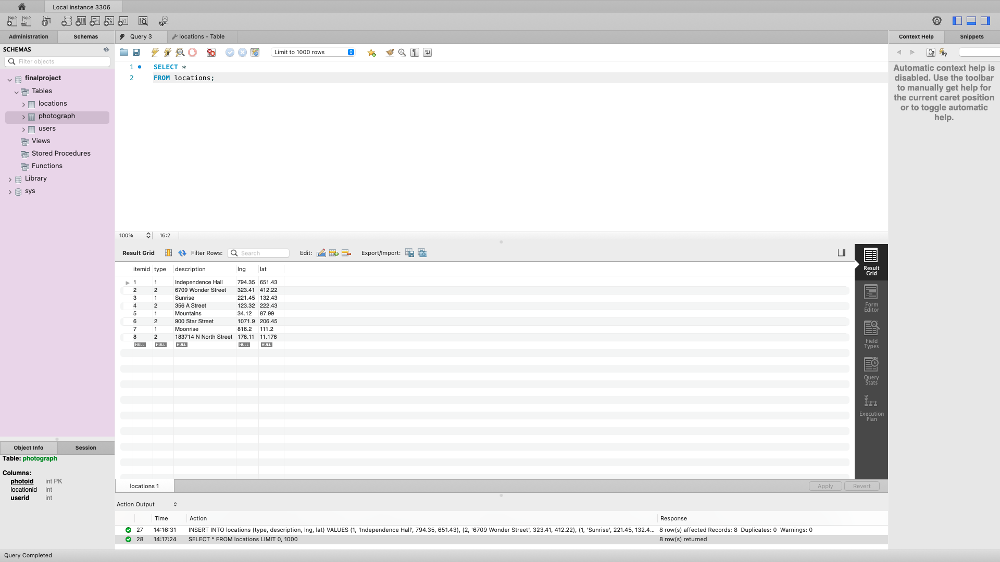 Local instance 3306
Administration Schemas Query 3 locations - Table Context Help Snippets
SCHEMAS
Filter objects
Limit to 1000 rows
finalproject
Tables
locations
photograph
users
Views
Stored Procedures
Functions
Library
sys
1 SELECT *
2 FROM locations;
Automatic context help is
disabled. Use the toolbar
to manually get help for
the current caret position
or to toggle automatic
help.
100% 16:2
Result Grid Filter Rows: Search Edit: Export/Import:
itemid type description lng lat
1 1 Independence Hall 794.35 651.43
2 2 6709 Wonder Street 323.41 412.22
3 1 Sunrise 221.45 132.43
4 2 356 A Street 123.32 222.43
5 1 Mountains 34.12 87.99
6 2 900 Star Street 1071.9 206.45
7 1 Moonrise 816.2 111.2
8 2 183714 N North Street 176.11 11.176
NULL NULL NULL NULL NULL
Result
Grid
Form
Editor
Field
Types
Query
Stats
Execution
Plan
Object Info Session
Table: photograph
Columns:
photoid int PK
locationid int
userid int
locations 1 Apply Revert
Action Output
Time Action Response
27 14:16:31 INSERT INTO locations (type, description, lng, lat) VALUES (1, 'Independence Hall', 794.35, 651.43), (2, '6709 Wonder Street', 323.41, 412.22), (1, 'Sunrise', 221.45, 132.4... 8 row(s) affected Records: 8 Duplicates: 0 Warnings: 0
28 14:17:24 SELECT * FROM locations LIMIT 0, 1000 8 row(s) returned
Query Completed